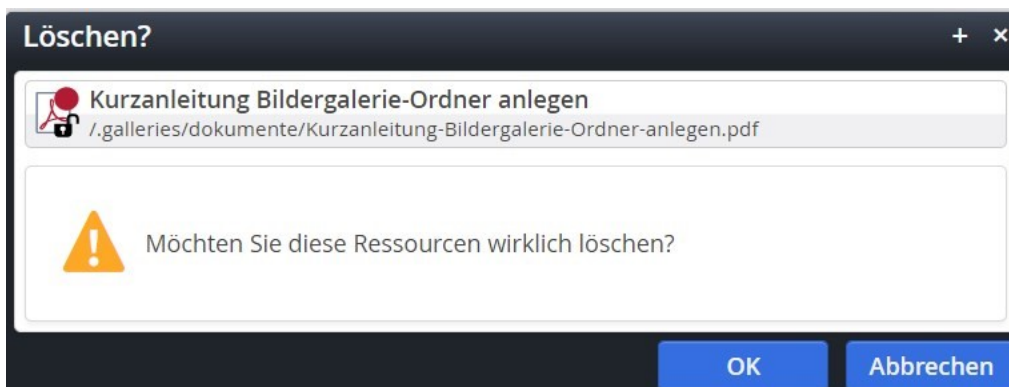 Löschen?
Kurzanleitung Bildergalerie-Ordner anlegen
/.galleries/dokumente/Kurzanleitung-Bildergalerie-Ordner-anlegen.pdf
Möchten Sie diese Ressourcen wirklich löschen?
OK Abbrechen